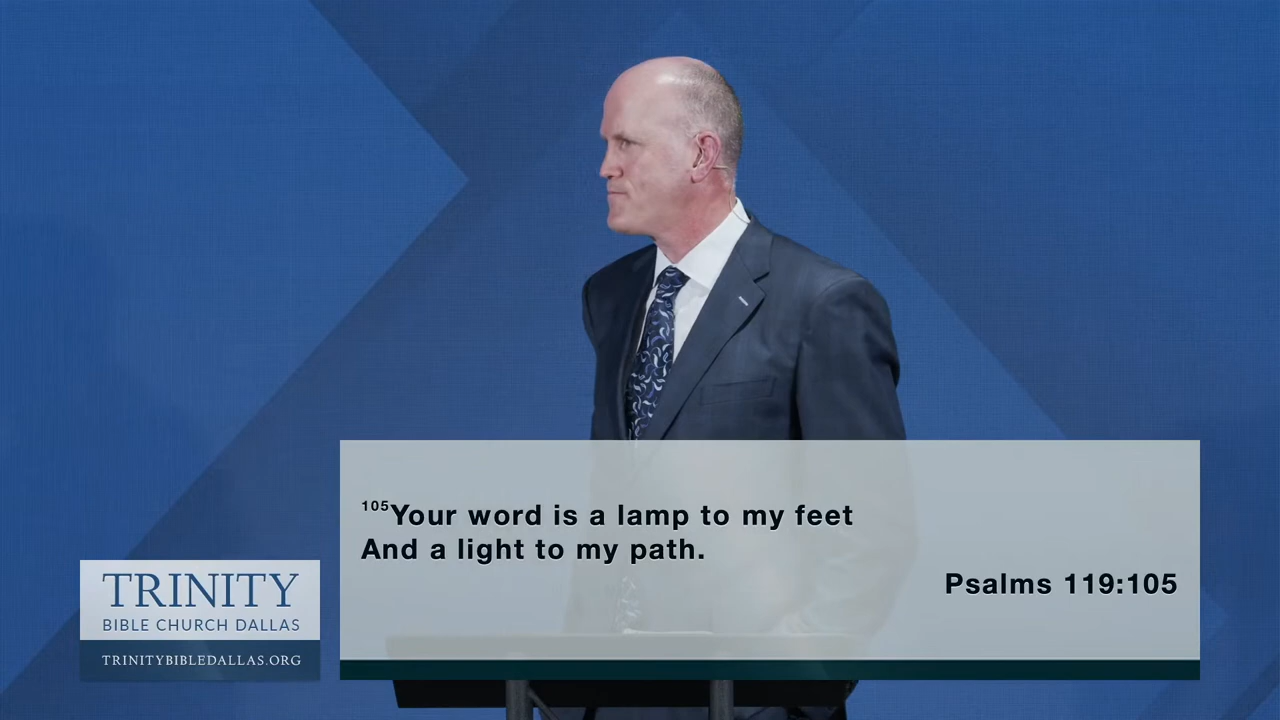 105Your word is a lamp to my feet
And a light to my path.
Psalms 119:105
TRINITY
BIBLE CHURCH DALLAS
TRINITYBIBLEDALLAS.ORG